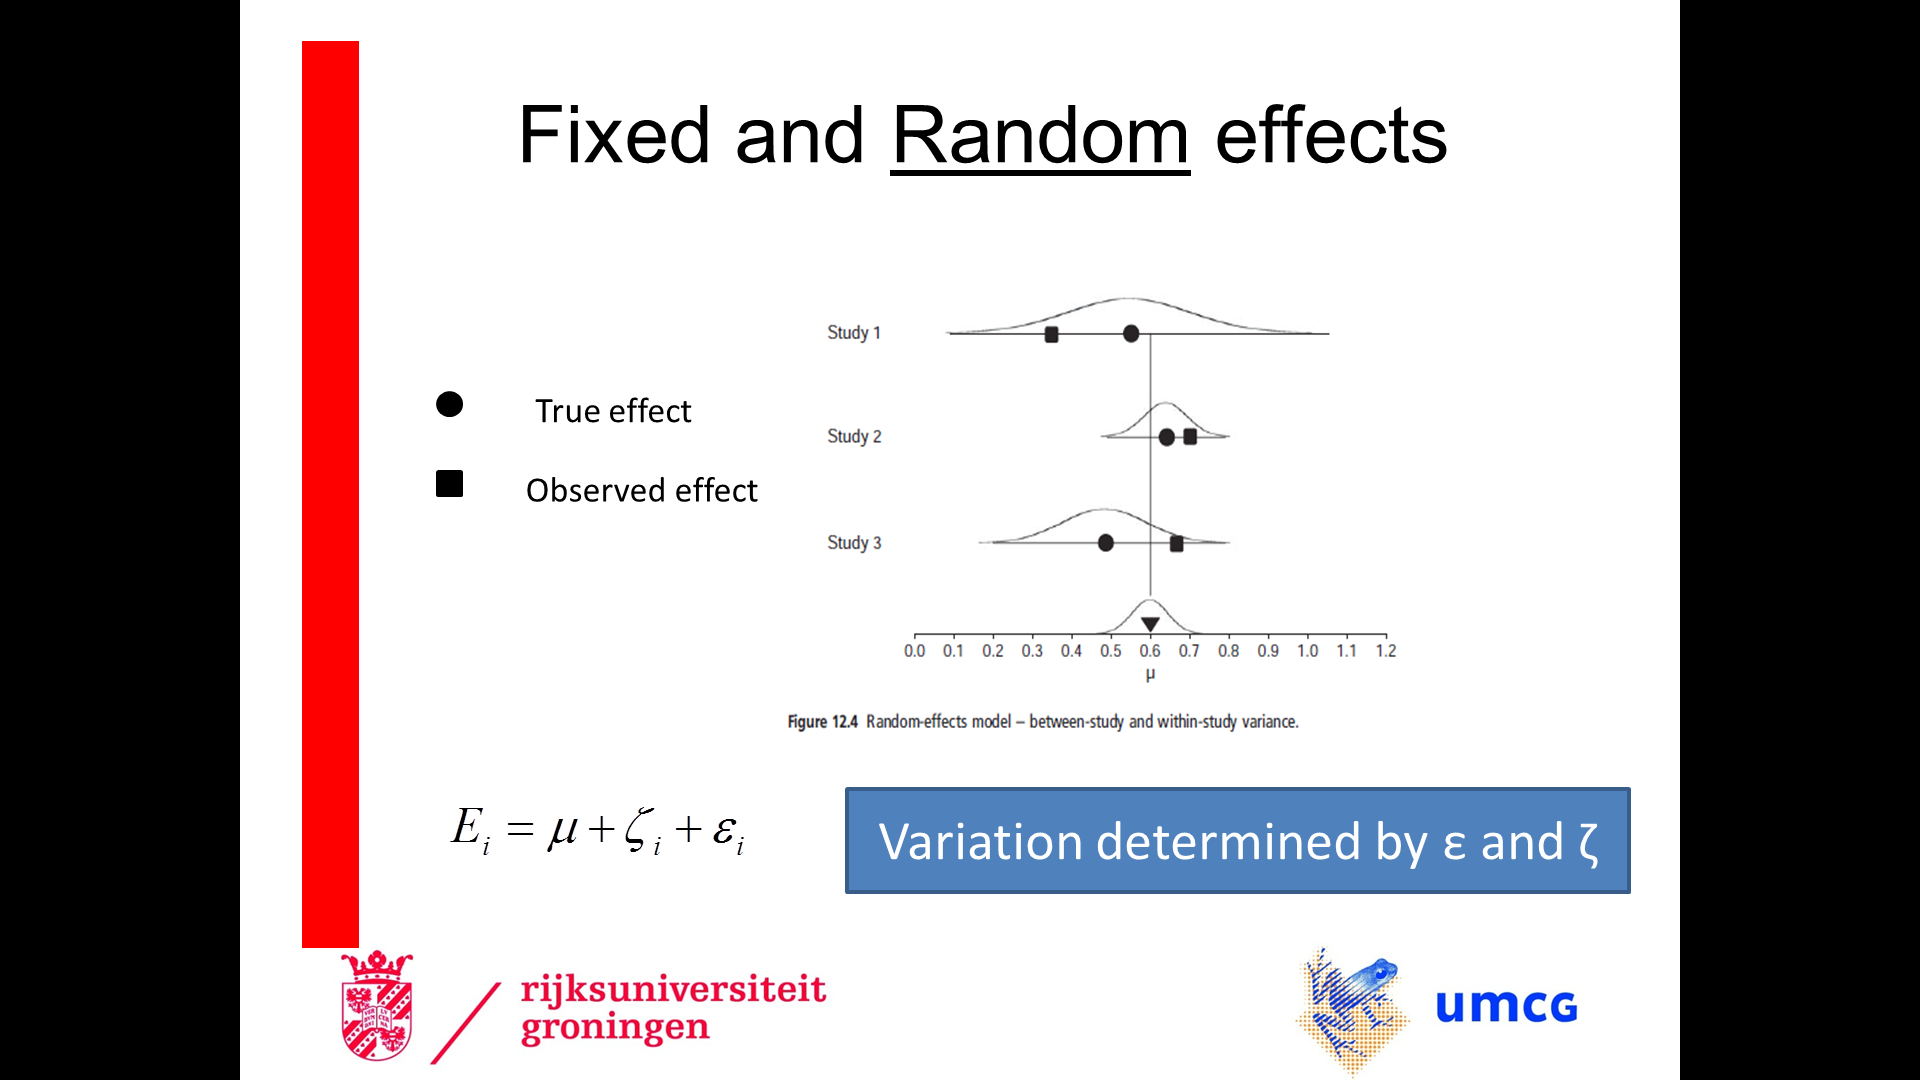 Fixed and Random effects
True effect
Observed effect
Study 1
Study 2
Study 3
0.0 0.1 0.2 0.3 0.4 0.5 0.6 0.7 0.8 0.9 1.0 1.1 1.2
μ
Figure 12.4 Random-effects model – between-study and within-study variance.
E_i = μ + ζ_i + ε_i
Variation determined by ε and ζ
rijksuniversiteit
groningen
umcg